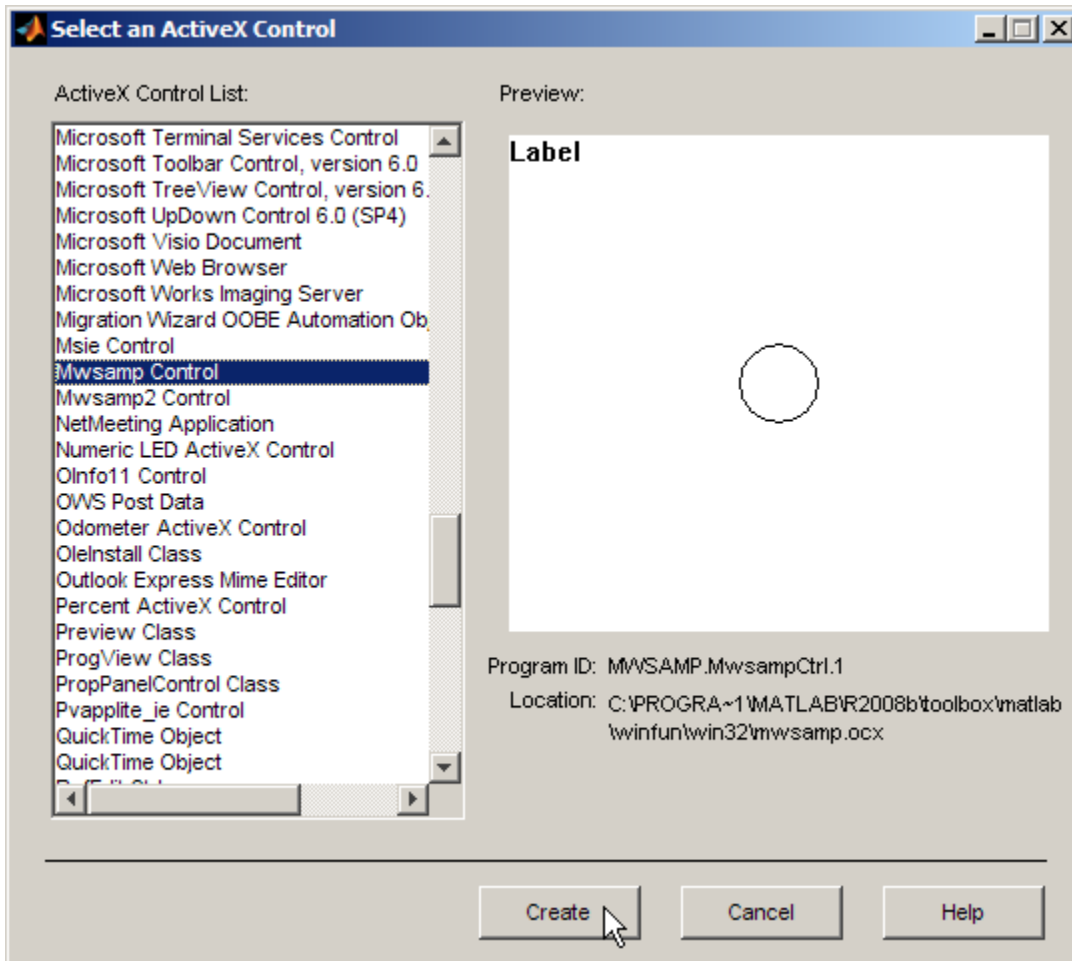 Select an ActiveX Control
ActiveX Control List:
Microsoft Terminal Services Control
Microsoft Toolbar Control, version 6.0
Microsoft TreeView Control, version 6.
Microsoft UpDown Control 6.0 (SP4)
Microsoft Visio Document
Microsoft Web Browser
Microsoft Works Imaging Server
Migration Wizard OOBE Automation Obj
Msie Control
Mwsamp Control
Mwsamp2 Control
NetMeeting Application
Numeric LED ActiveX Control
OInfo11 Control
OWS Post Data
Odometer ActiveX Control
OleInstall Class
Outlook Express Mime Editor
Percent ActiveX Control
Preview Class
ProgView Class
PropPanelControl Class
Pvapplite_ie Control
QuickTime Object
QuickTime Object
Preview:
Label
Program ID: MWSAMP.MwsampCtrl.1
Location: C:\PROGRA~1\MATLAB\R2008b\toolbox\matlab
\winfun\win32\mwsamp.ocx
Create
Cancel
Help